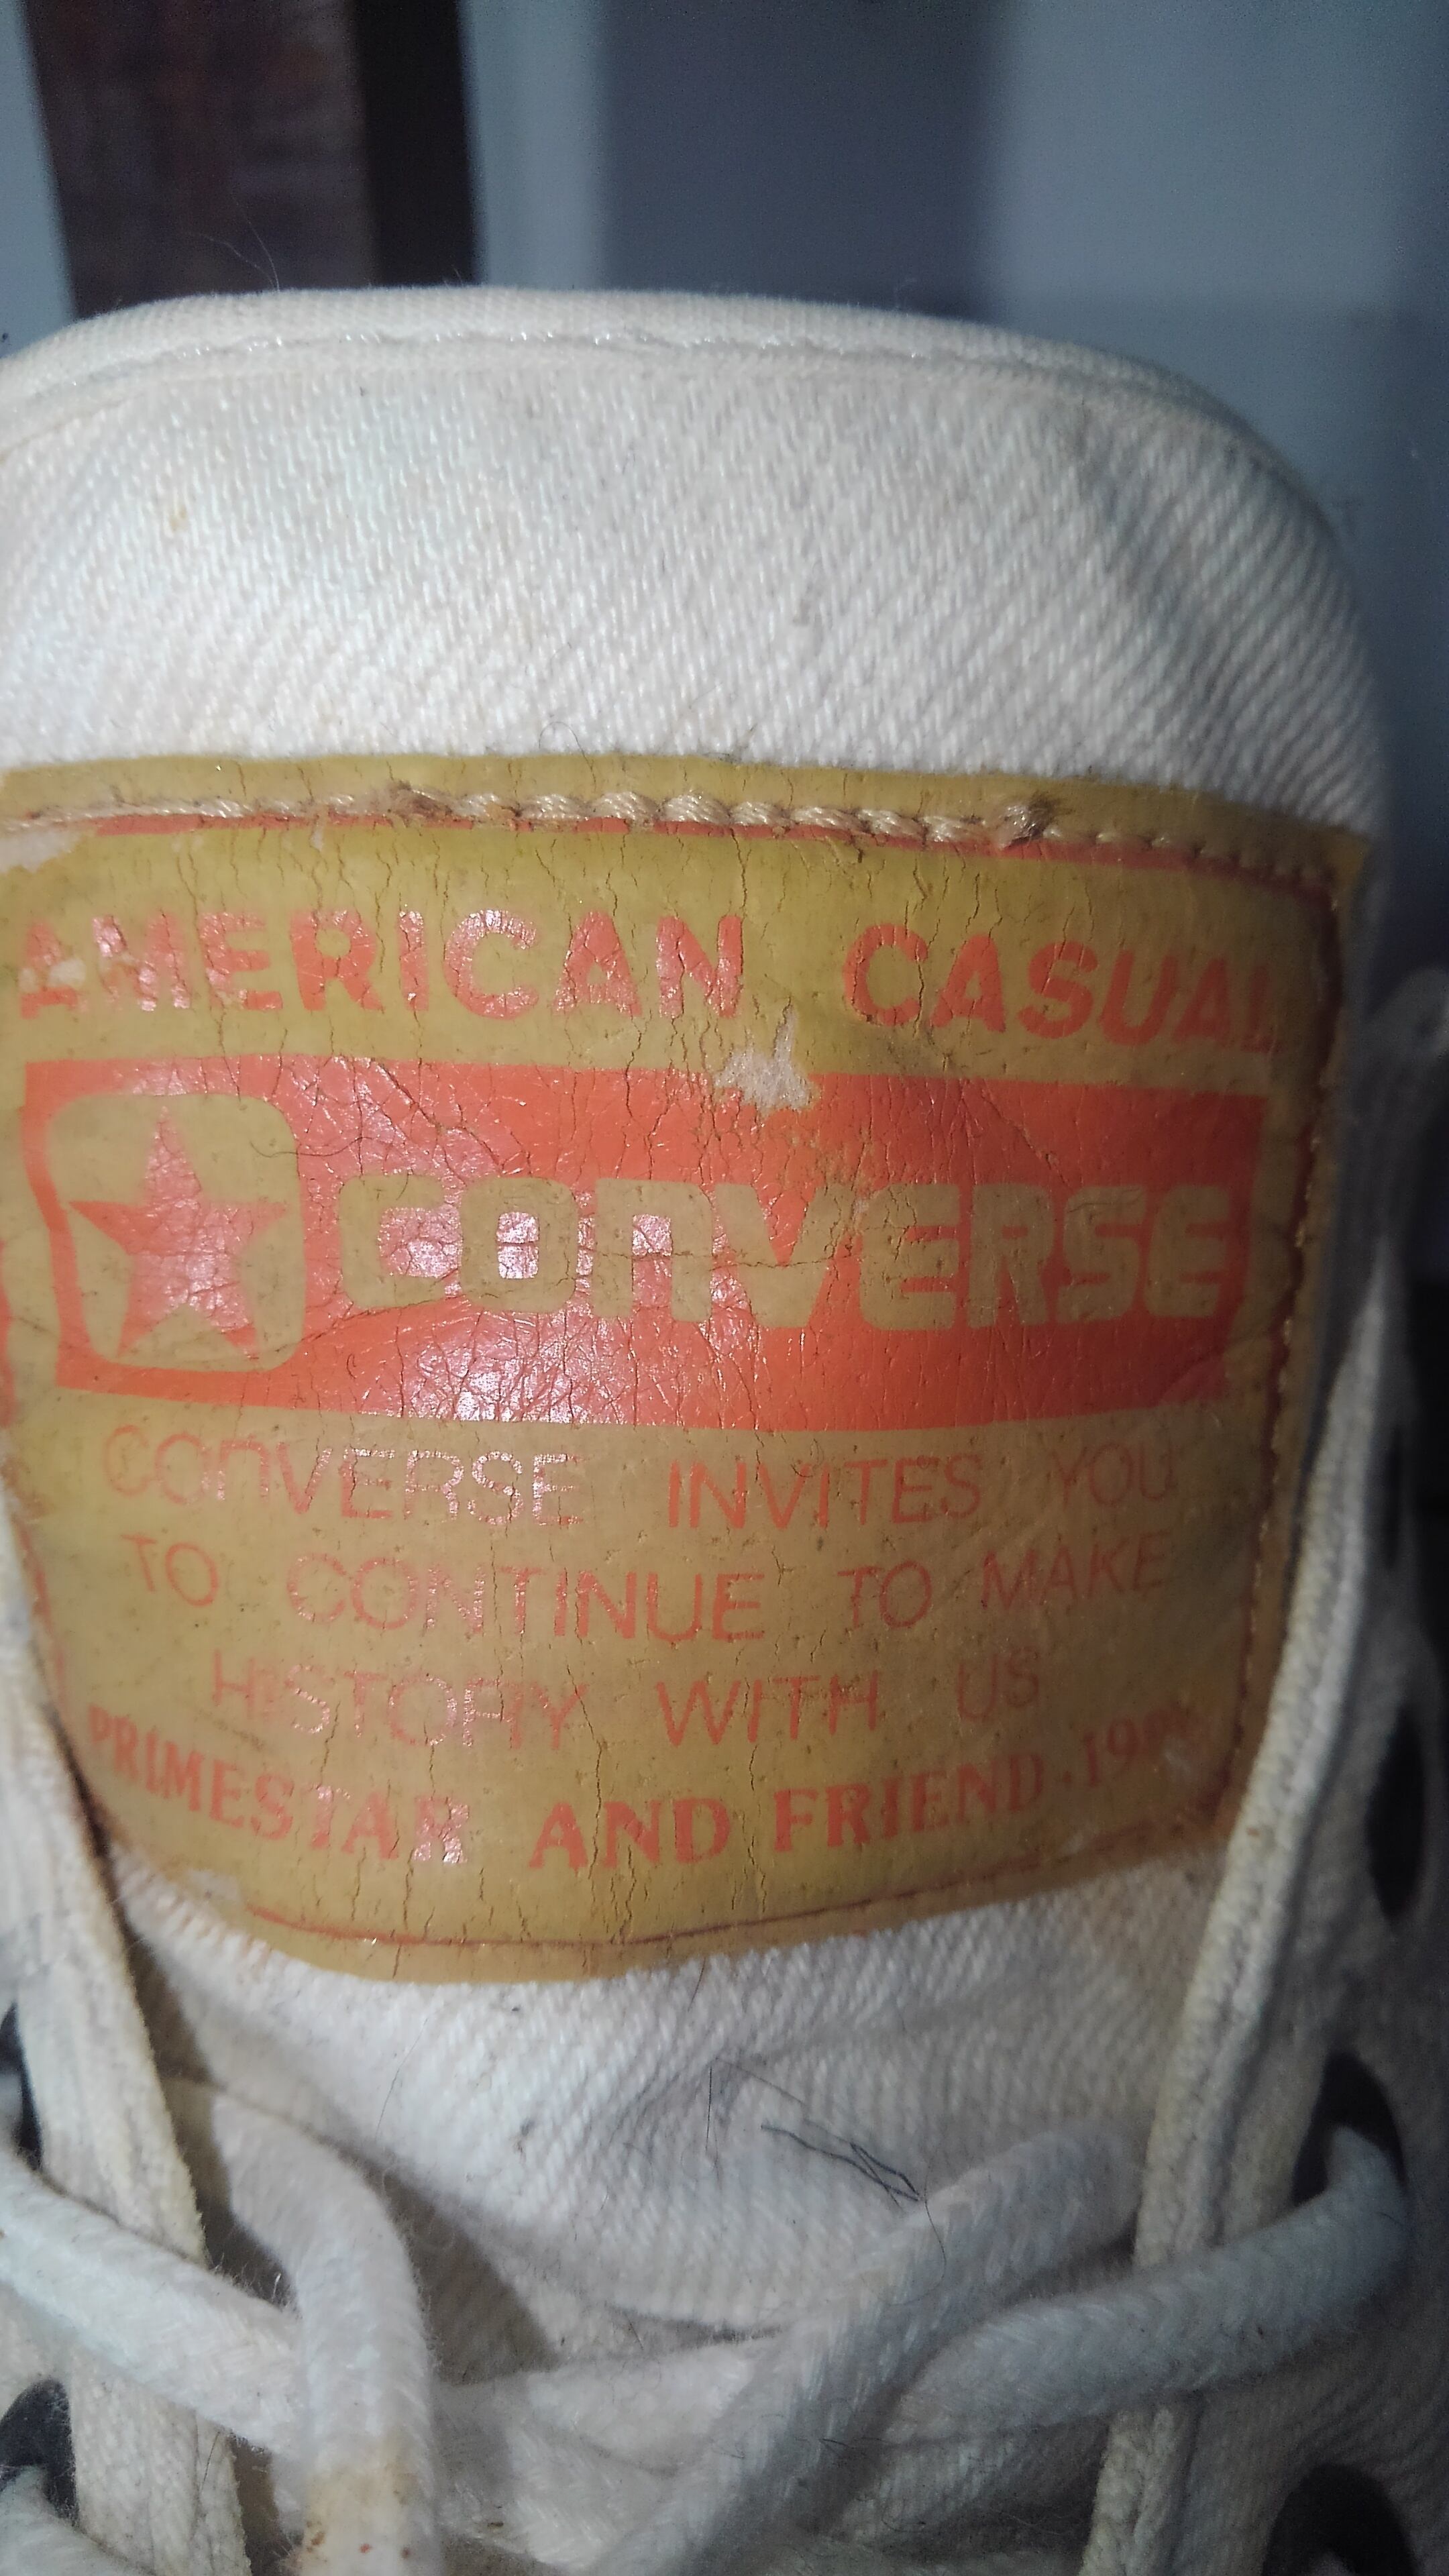 AMERICAN CASUAL
CONVERSE
CONVERSE INVITES YOU
TO CONTINUE TO MAKE
HISTORY WITH US
PRIMESTAR AND FRIEND